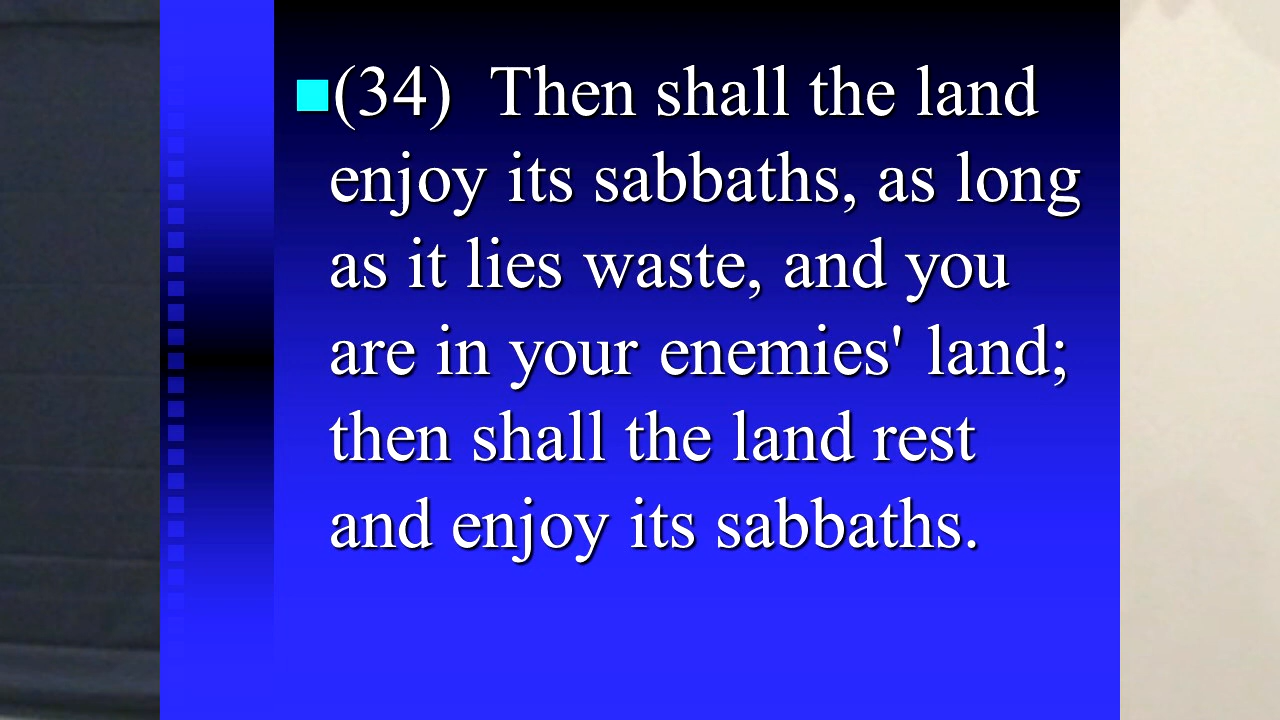 (34)  Then shall the land
enjoy its sabbaths, as long
as it lies waste, and you
are in your enemies' land;
then shall the land rest
and enjoy its sabbaths.